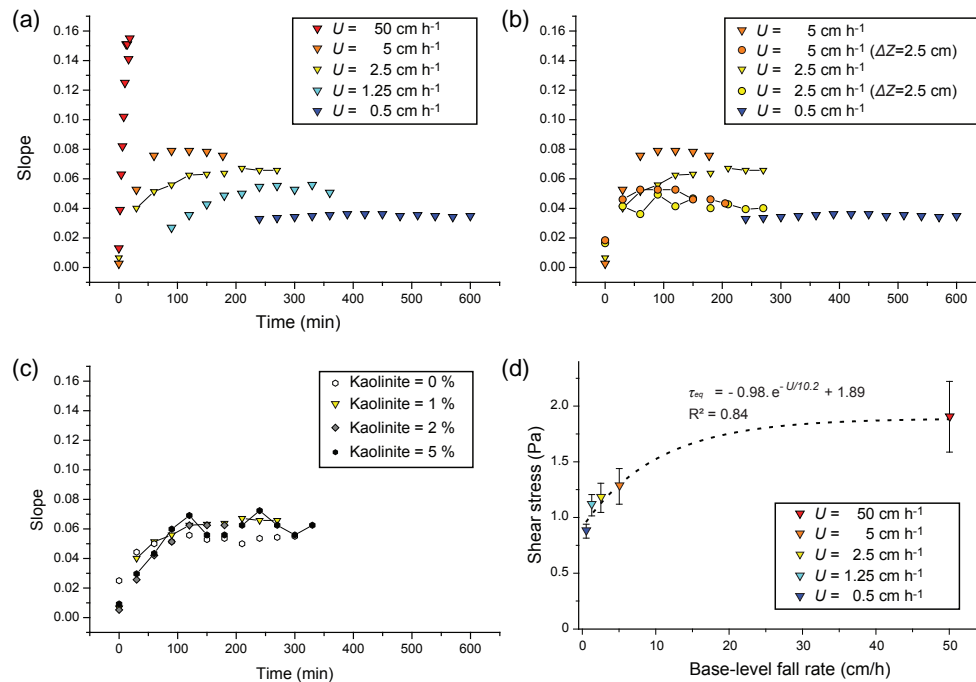 (a)
0.16
0.14
0.12
0.10
0.08
0.06
0.04
0.02
0.00
Slope
0 100 200 300 400 500 600
Time (min)
U = 50 cm h-1
U = 5 cm h-1
U = 2.5 cm h-1
U = 1.25 cm h-1
U = 0.5 cm h-1
(b)
0.16
0.14
0.12
0.10
0.08
0.06
0.04
0.02
0.00
0 100 200 300 400 500 600
U = 5 cm h-1
U = 5 cm h-1 (ΔZ=2.5 cm)
U = 2.5 cm h-1
U = 2.5 cm h-1 (ΔZ=2.5 cm)
U = 0.5 cm h-1
(c)
0.16
0.14
0.12
0.10
0.08
0.06
0.04
0.02
0.00
Slope
0 100 200 300 400 500 600
Time (min)
Kaolinite = 0 %
Kaolinite = 1 %
Kaolinite = 2 %
Kaolinite = 5 %
(d)
2.0
1.5
1.0
0.5
0
Shear stress (Pa)
0 10 20 30 40 50
Base-level fall rate (cm/h)
τeq = - 0.98. e-U/10.2 + 1.89
R² = 0.84
U = 50 cm h-1
U = 5 cm h-1
U = 2.5 cm h-1
U = 1.25 cm h-1
U = 0.5 cm h-1